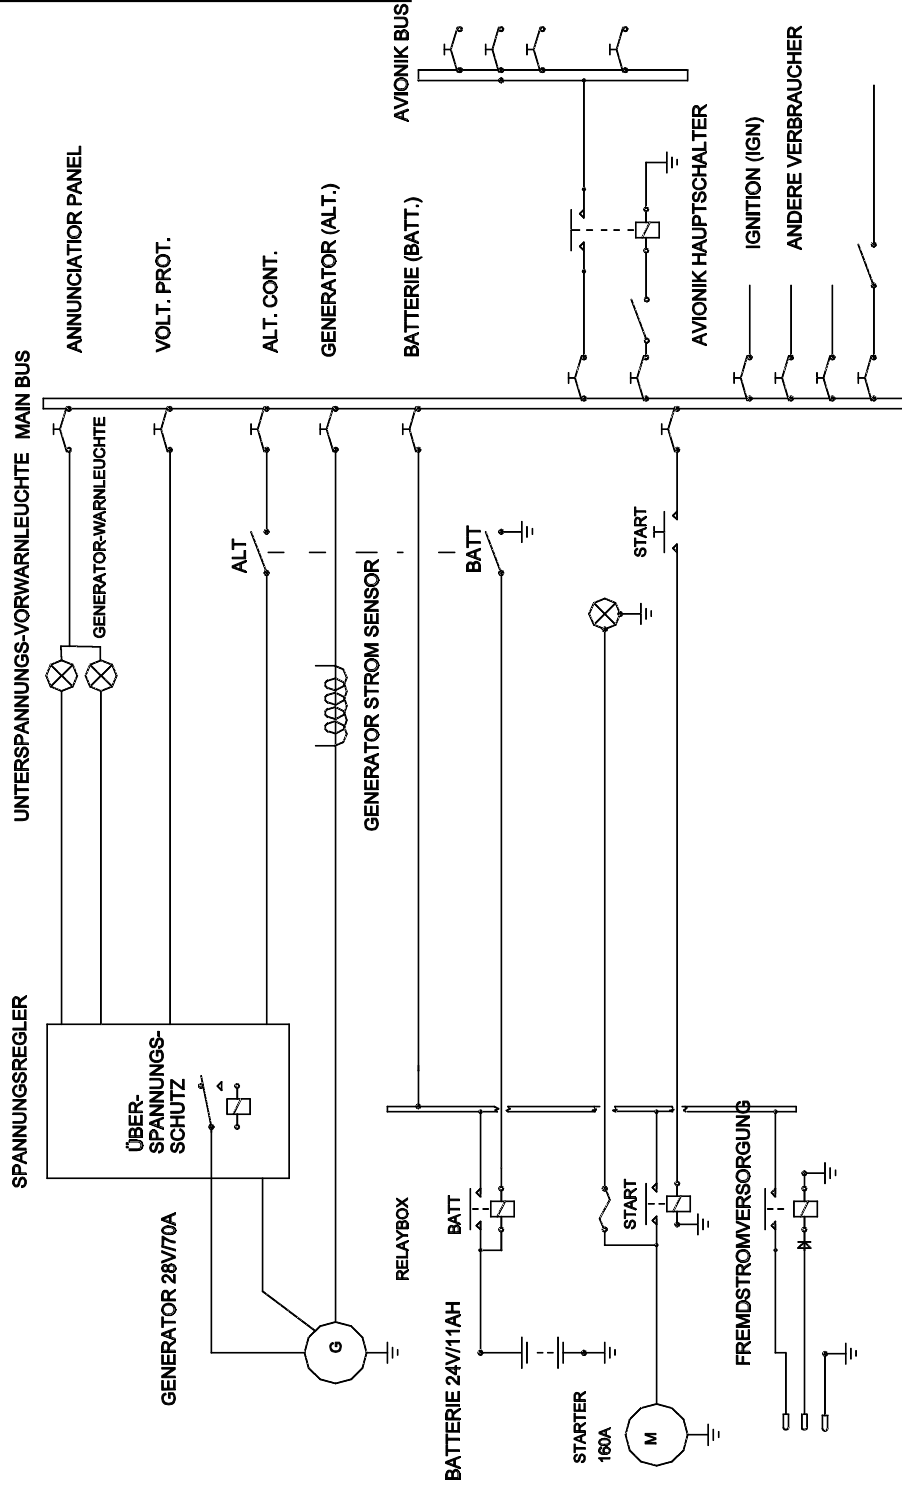 AVIONIK BUS
ANNUNCIATIOR PANEL
VOLT. PROT.
ALT. CONT.
GENERATOR (ALT.)
BATTERIE (BATT.)
AVIONIK HAUPTSCHALTER
IGNITION (IGN)
ANDERE VERBRAUCHER
MAIN BUS
UNTERSPANNUNGS-VORWARNLEUCHTE
GENERATOR-WARNLEUCHTE
ALT
BATT
START
GENERATOR STROM SENSOR
SPANNUNGSREGLER
ÜBER-
SPANNUNGS-
SCHUTZ
GENERATOR 28V/70A
G
RELAYBOX
BATT
START
FREMDSTROMVERSORGUNG
BATTERIE 24V/11AH
STARTER
160A
M